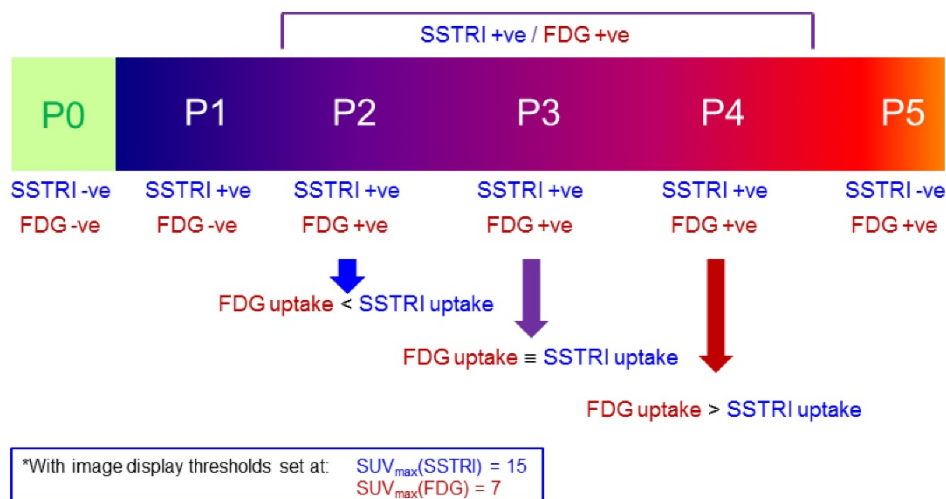 SSTRI +ve / FDG +ve
P0 P1 P2 P3 P4 P5
SSTRI -ve SSTRI +ve SSTRI +ve SSTRI +ve SSTRI +ve SSTRI -ve
FDG -ve FDG -ve FDG +ve FDG +ve FDG +ve FDG +ve
FDG uptake < SSTRI uptake
FDG uptake ≡ SSTRI uptake
FDG uptake > SSTRI uptake
*With image display thresholds set at: SUVmax(SSTRI) = 15
SUVmax(FDG) = 7